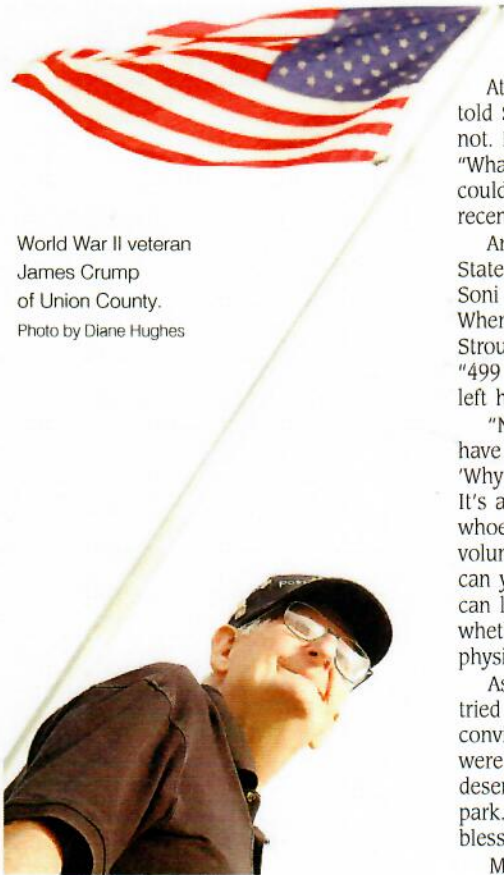 World War II veteran
James Crump
of Union County.
Photo by Diane Hughes
At
told S
not.
"Wha
could
recen
Ar
State
Soni
When
Strou
"499
left h
"N
have
'Why
It's a
whoe
volun
can y
can l
whet
physi
As
tried
convi
were
deser
park.
bless
M